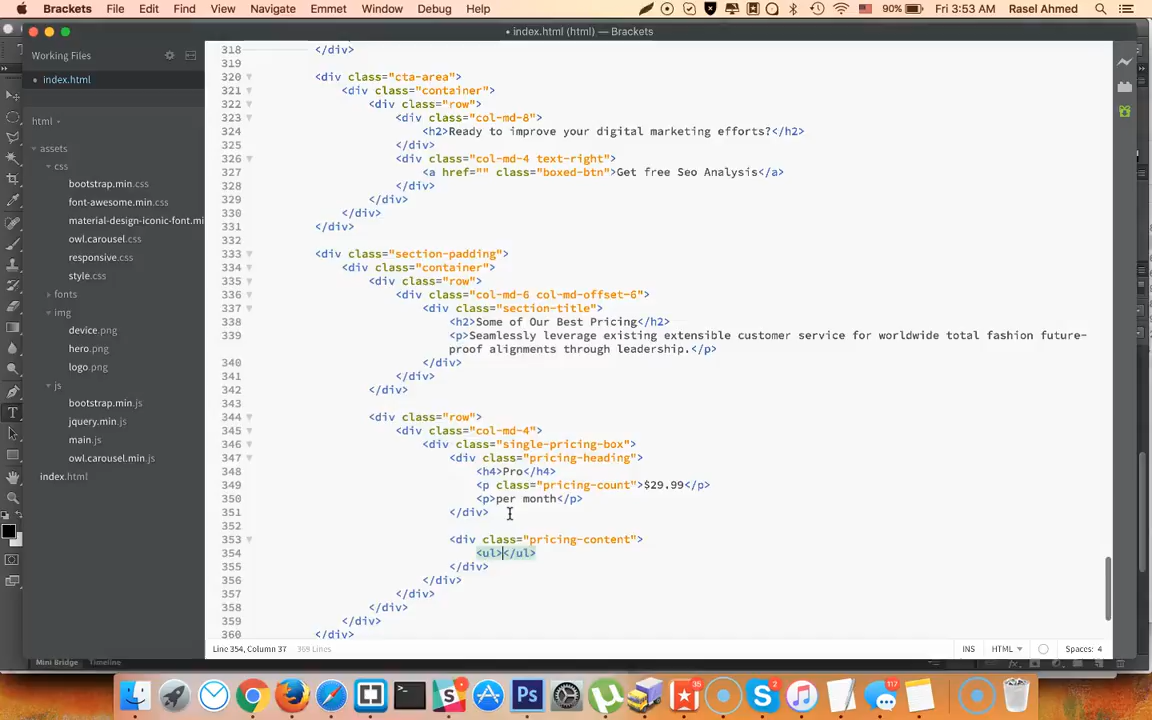 Brackets File Edit Find View Navigate Emmet Window Debug Help 90% Fri 3:53 AM Rasel Ahmed
• index.html (html) — Brackets
Working Files
• index.html
html
assets
css
bootstrap.min.css
font-awesome.min.css
material-design-iconic-font.mi
owl.carousel.css
responsive.css
style.css
fonts
img
device.png
hero.png
logo.png
js
bootstrap.min.js
jquery.min.js
main.js
owl.carousel.min.js
index.html
318 </div>
319
320 <div class="cta-area">
321 <div class="container">
322 <div class="row">
323 <div class="col-md-8">
324 <h2>Ready to improve your digital marketing efforts?</h2>
325 </div>
326 <div class="col-md-4 text-right">
327 <a href="" class="boxed-btn">Get free Seo Analysis</a>
328 </div>
329 </div>
330 </div>
331 </div>
332
333 <div class="section-padding">
334 <div class="container">
335 <div class="row">
336 <div class="col-md-6 col-md-offset-6">
337 <div class="section-title">
338 <h2>Some of Our Best Pricing</h2>
339 <p>Seamlessly leverage existing extensible customer service for worldwide total fashion future-
proof alignments through leadership.</p>
340 </div>
341 </div>
342 </div>
343
344 <div class="row">
345 <div class="col-md-4">
346 <div class="single-pricing-box">
347 <div class="pricing-heading">
348 <h4>Pro</h4>
349 <p class="pricing-count">$29.99</p>
350 <p>per month</p>
351 </div>
352
353 <div class="pricing-content">
354 <ul></ul>
355 </div>
356 </div>
357 </div>
358 </div>
359 </div>
360 </div>
Line 354, Column 37 — 368 Lines
INS HTML Spaces: 4
Mini Bridge Timeline